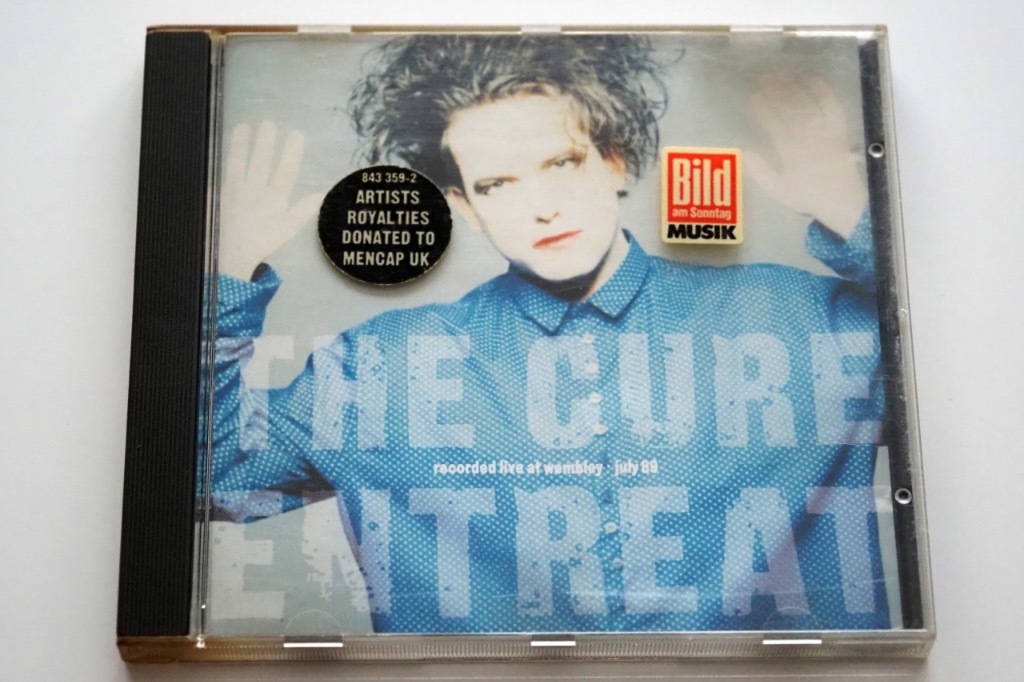 843 359-2
ARTISTS
ROYALTIES
DONATED TO
MENCAP UK
Bild
am Sonntag
MUSIK
THE CURE
recorded live at wembley · july 89
ENTREAT